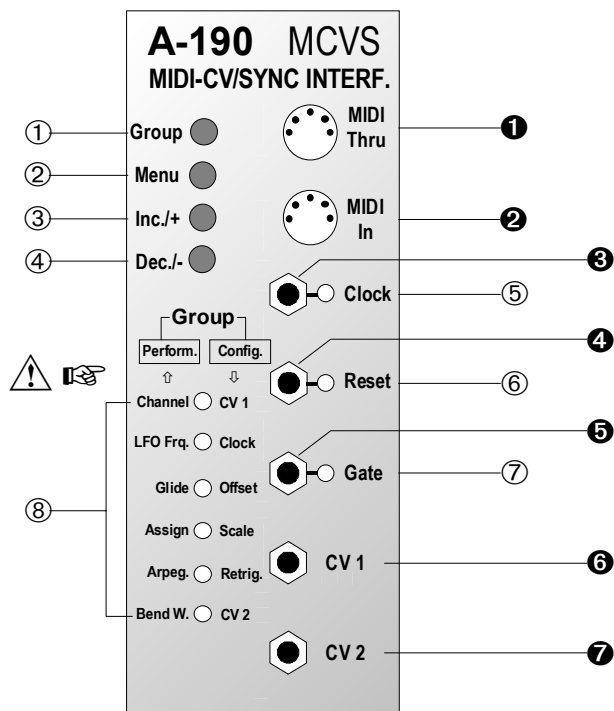 A-190 MCVS
MIDI-CV/SYNC INTERF.
① Group
MIDI
Thru
❶
② Menu
③ Inc./+
MIDI
In
❷
④ Dec./-
❸
Clock
⑤
Group
Perform. Config.
⇧ ⇩
❹
Reset
⑥
Channel CV 1
LFO Frq. Clock
❺
Gate
⑦
Glide Offset
⑧
Assign Scale
CV 1
❻
Arpeg. Retrig.
Bend W. CV 2
CV 2
❼